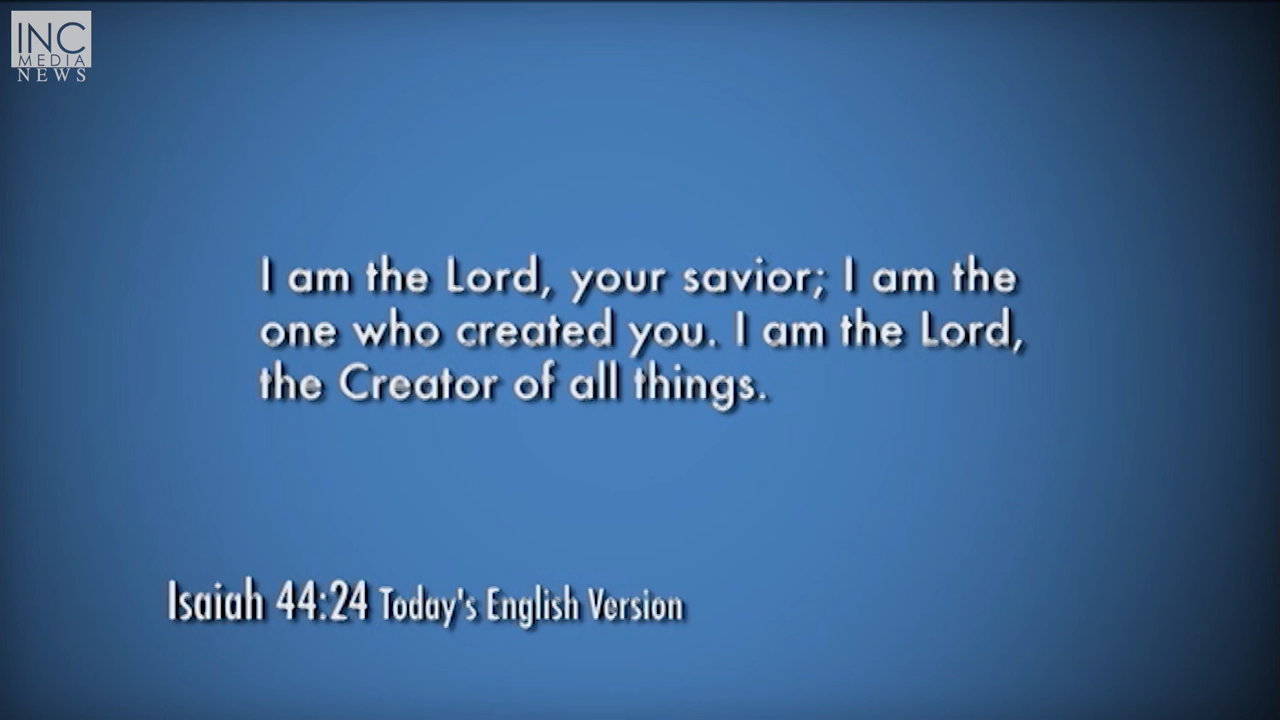 INC
MEDIA
NEWS
I am the Lord, your savior; I am the
one who created you. I am the Lord,
the Creator of all things.
Isaiah 44:24 Today's English Version